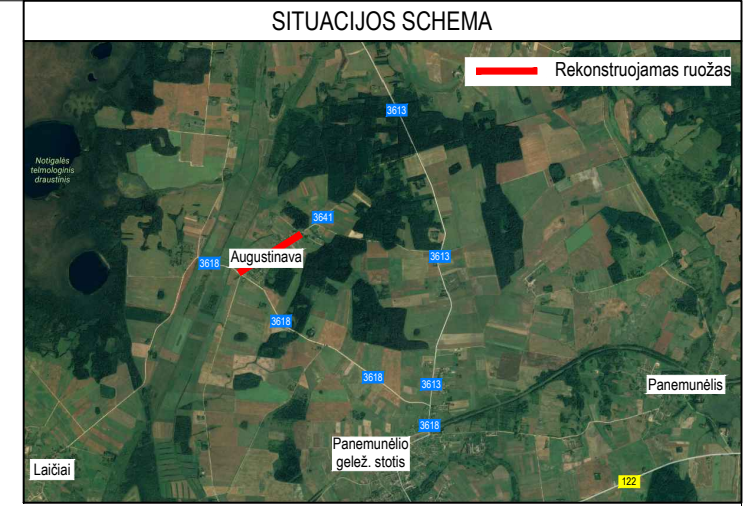 SITUACIJOS SCHEMA
Rekonstruojamas ruožas
3613
Notigalės
telmologinis
draustinis
3641
3618
Augustinava
3613
3618
3618
3613
Panemunėlis
3618
Panemunėlio
gelež. stotis
Laičiai
122